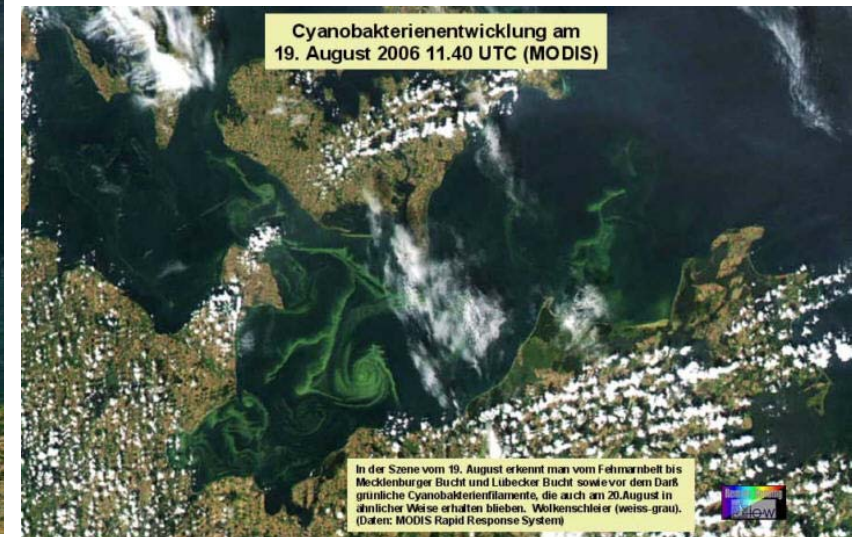 Cyanobakterienentwicklung am
19. August 2006 11.40 UTC (MODIS)
In der Szene vom 19. August erkennt man vom Fehmarnbelt bis
Mecklenburger Bucht und Lübecker Bucht sowie vor dem Darß
grünliche Cyanobakterienfilamente, die auch am 20.August in
ähnlicher Weise erhalten blieben. Wolkenschleier (weiss-grau).
(Daten: MODIS Rapid Response System)